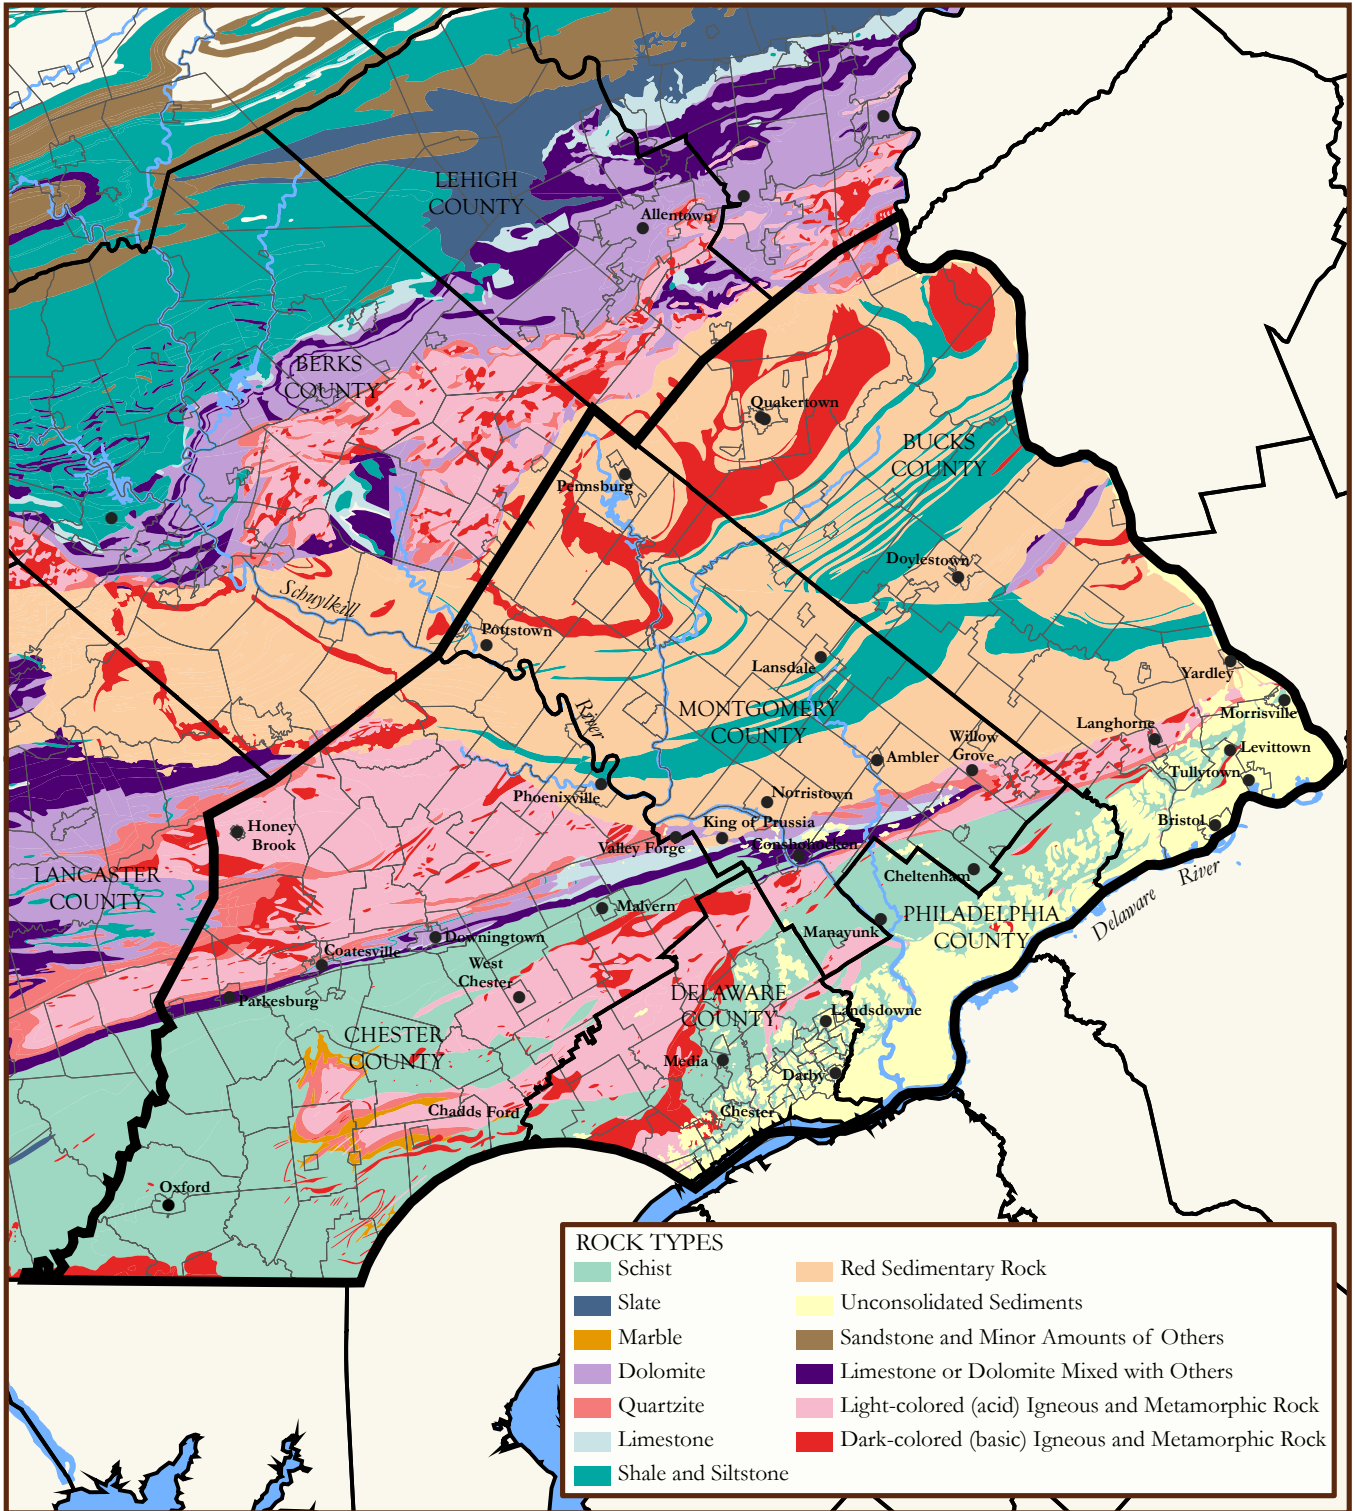 LEHIGH
COUNTY
Allentown
BERKS
COUNTY
Quakertown
BUCKS
COUNTY
Pennsburg
Doylestown
Schuylkill
Pottstown
Lansdale
Yardley
River
MONTGOMERY
COUNTY
Morrisville
Langhorne
Willow
Grove
Levittown
Ambler
Tullytown
Phoenixville
Norristown
Bristol
King of Prussia
Honey
Brook
Valley Forge
Conshohocken
LANCASTER
COUNTY
Cheltenham
Delaware River
Malvern
PHILADELPHIA
COUNTY
Manayunk
Downingtown
Coatesville
West
Chester
Parkesburg
DELAWARE
COUNTY
Landsdowne
CHESTER
COUNTY
Media
Darby
Chadds Ford
Chester
Oxford
ROCK TYPES
Schist
Slate
Marble
Dolomite
Quartzite
Limestone
Shale and Siltstone
Red Sedimentary Rock
Unconsolidated Sediments
Sandstone and Minor Amounts of Others
Limestone or Dolomite Mixed with Others
Light-colored (acid) Igneous and Metamorphic Rock
Dark-colored (basic) Igneous and Metamorphic Rock